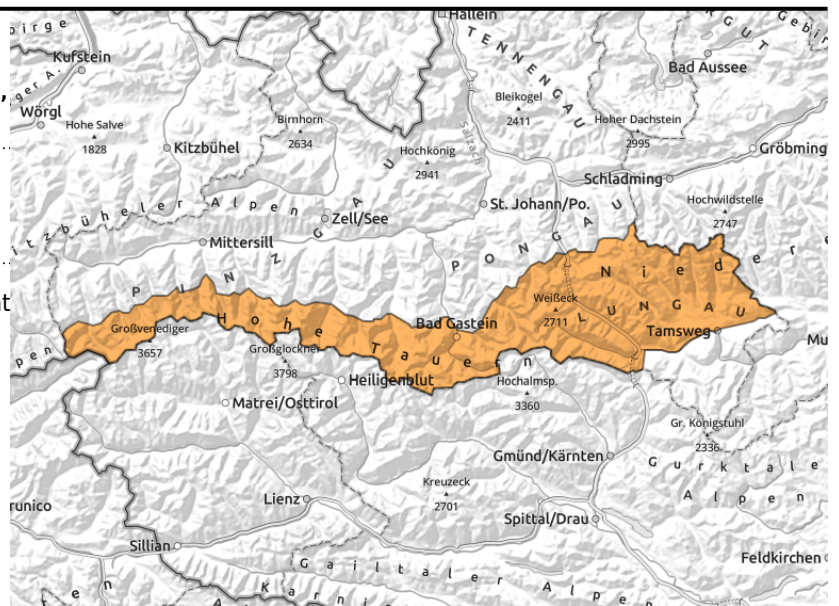 Hallein
Kufstein
TENNENGAU
Bad Aussee
Wörgl
Hohe Salve
1828
Birnhorn
2634
Bleikogel
2411
Salzach
Hoher Dachstein
2995
Kitzbühel
Hochkönig
2941
Gröbming
Schladming
Hochwildstelle
2747
St. Johann/Po.
Zell/See
Mittersill
PINZGAU
PONGAU
Niedere
Weißeck
2711
LUNGAU
Hohe Tauern
Großvenediger
3657
Bad Gastein
Tamsweg
Großglockner
3798
Heiligenblut
Hochalmsp.
3360
Matrei/Osttirol
Gr. Königstuhl
2336
Gmünd/Kärnten
Gurktaler
Alpen
Kreuzeck
2701
Lienz
Spittal/Drau
Sillian
Feldkirchen
Gailtaler Alpen